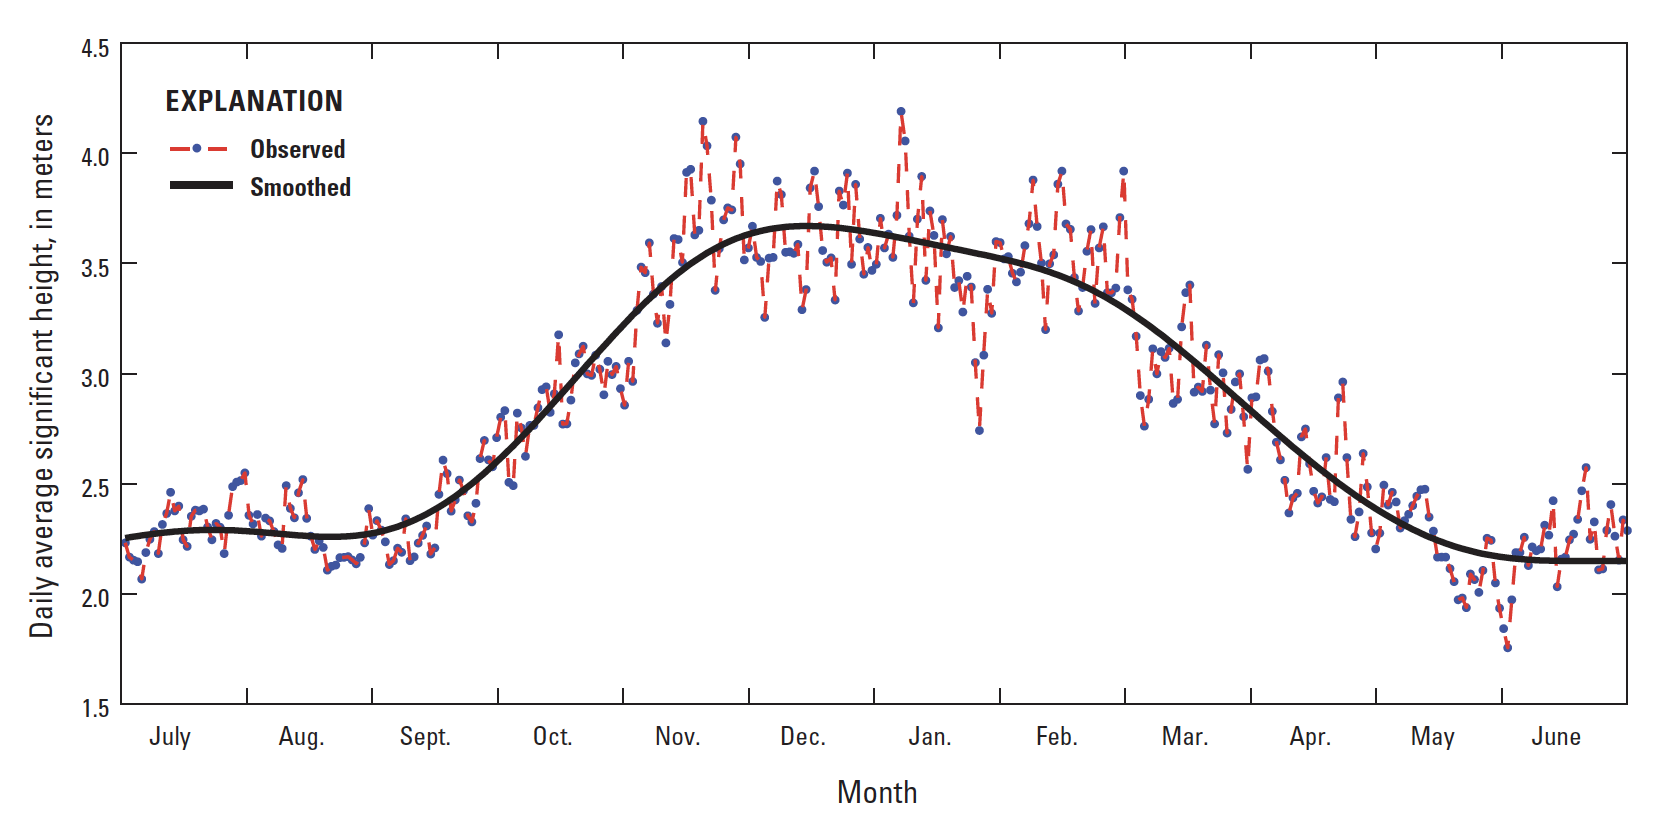 4.5
EXPLANATION
Observed
Smoothed
4.0
3.5
3.0
2.5
2.0
1.5
Daily average significant height, in meters
July Aug. Sept. Oct. Nov. Dec. Jan. Feb. Mar. Apr. May June
Month